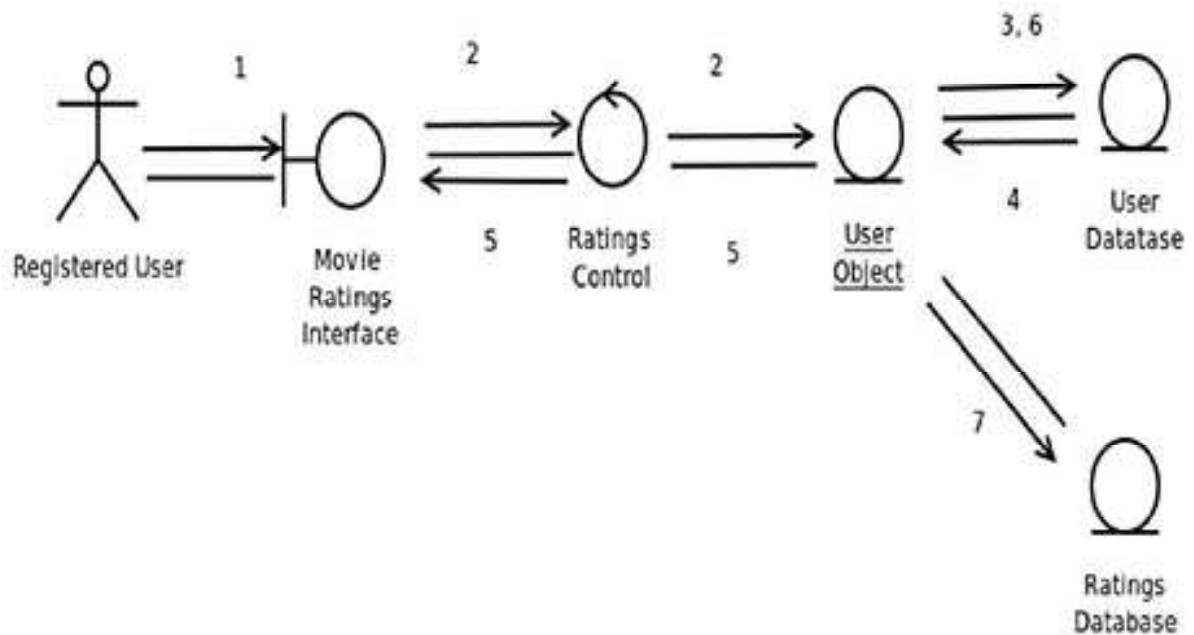 3, 6
1
2
2
5
5
4
7
Registered User
Movie
Ratings
Interface
Ratings
Control
User
Object
User
Datatase
Ratings
Database